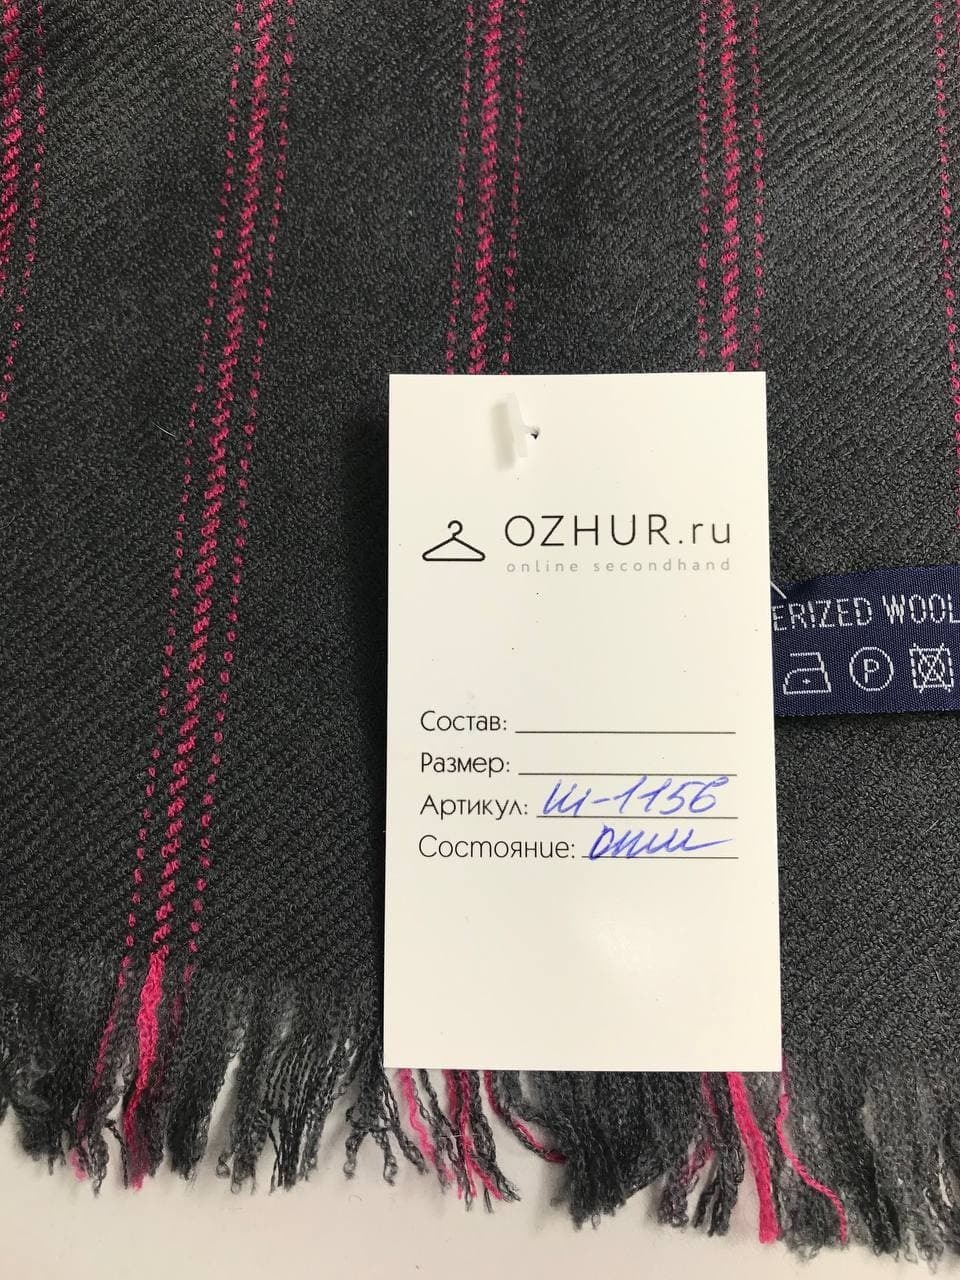 OZHUR.ru
online secondhand
ERIZED WOOL
P
Состав:
Размер:
Артикул: Ш-1156
Состояние: отл